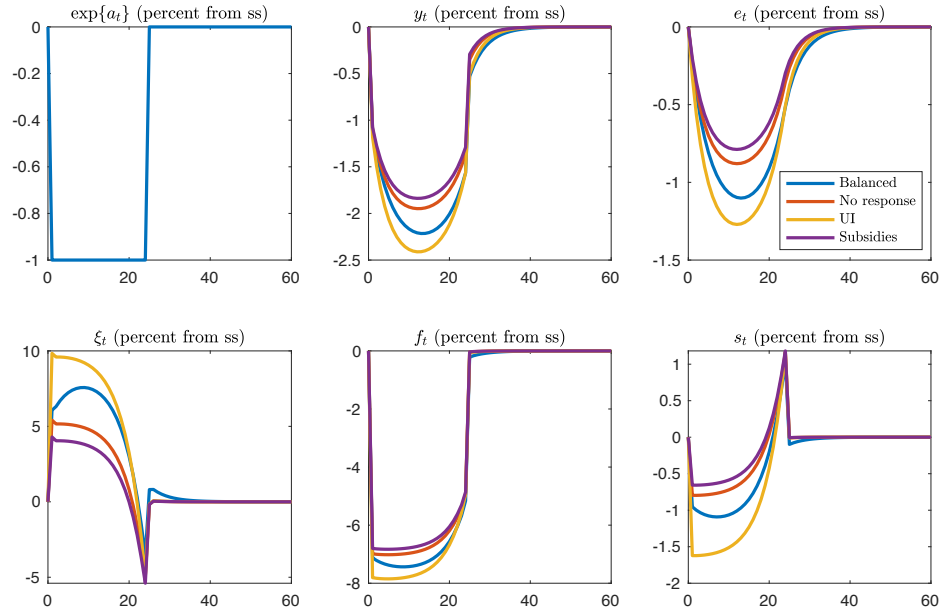 exp{a_t} (percent from ss)
y_t (percent from ss)
e_t (percent from ss)
0
-0.2
-0.4
-0.6
-0.8
-1
0 20 40 60
0
-0.5
-1.0
-1.5
-2.0
-2.5
0 20 40 60
0
-0.5
-1
-1.5
0 20 40 60
Balanced
No response
UI
Subsidies
ξ_t (percent from ss)
f_t (percent from ss)
s_t (percent from ss)
10
5
0
-5
0 20 40 60
0
-2
-4
-6
-8
0 20 40 60
1
0.5
0
-0.5
-1
-1.5
-2
0 20 40 60